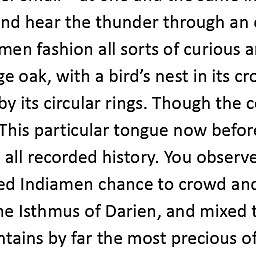 nd hear the thunder through an
men fashion all sorts of curious a
ge oak, with a bird's nest in its cro
by its circular rings. Though the c
This particular tongue now before
all recorded history. You observe
ed Indiamen chance to crowd and
he Isthmus of Darien, and mixed t
ntains by far the most precious of